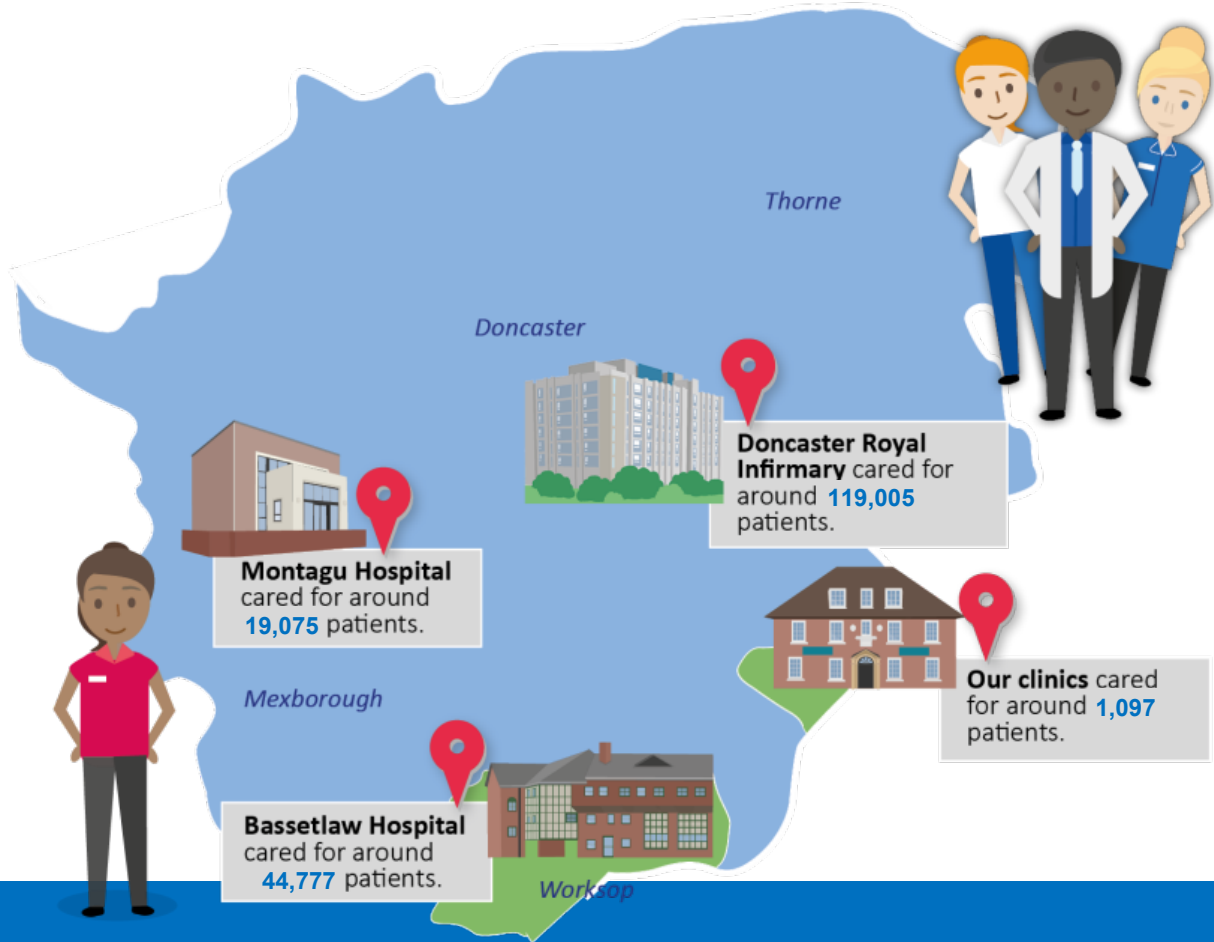 Thorne
Doncaster
Doncaster Royal
Infirmary cared for
around 119,005
patients.
Montagu Hospital
cared for around
19,075 patients.
Our clinics cared
for around 1,097
patients.
Mexborough
Bassetlaw Hospital
cared for around
44,777 patients.
Worksop